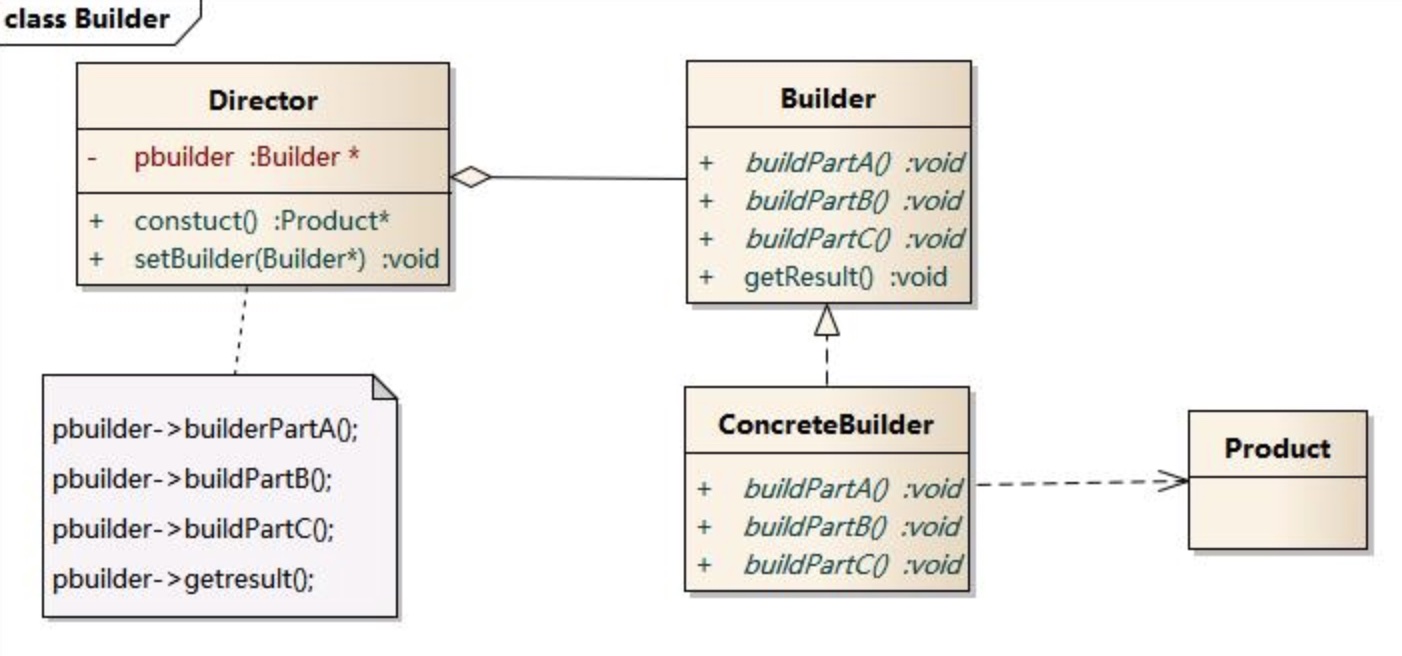 class Builder
Director
- pbuilder :Builder *
+ constuct() :Product*
+ setBuilder(Builder*) :void
Builder
+ buildPartA() :void
+ buildPartB() :void
+ buildPartC() :void
+ getResult() :void
pbuilder->builderPartA();
pbuilder->buildPartB();
pbuilder->buildPartC();
pbuilder->getresult();
ConcreteBuilder
+ buildPartA() :void
+ buildPartB() :void
+ buildPartC() :void
Product